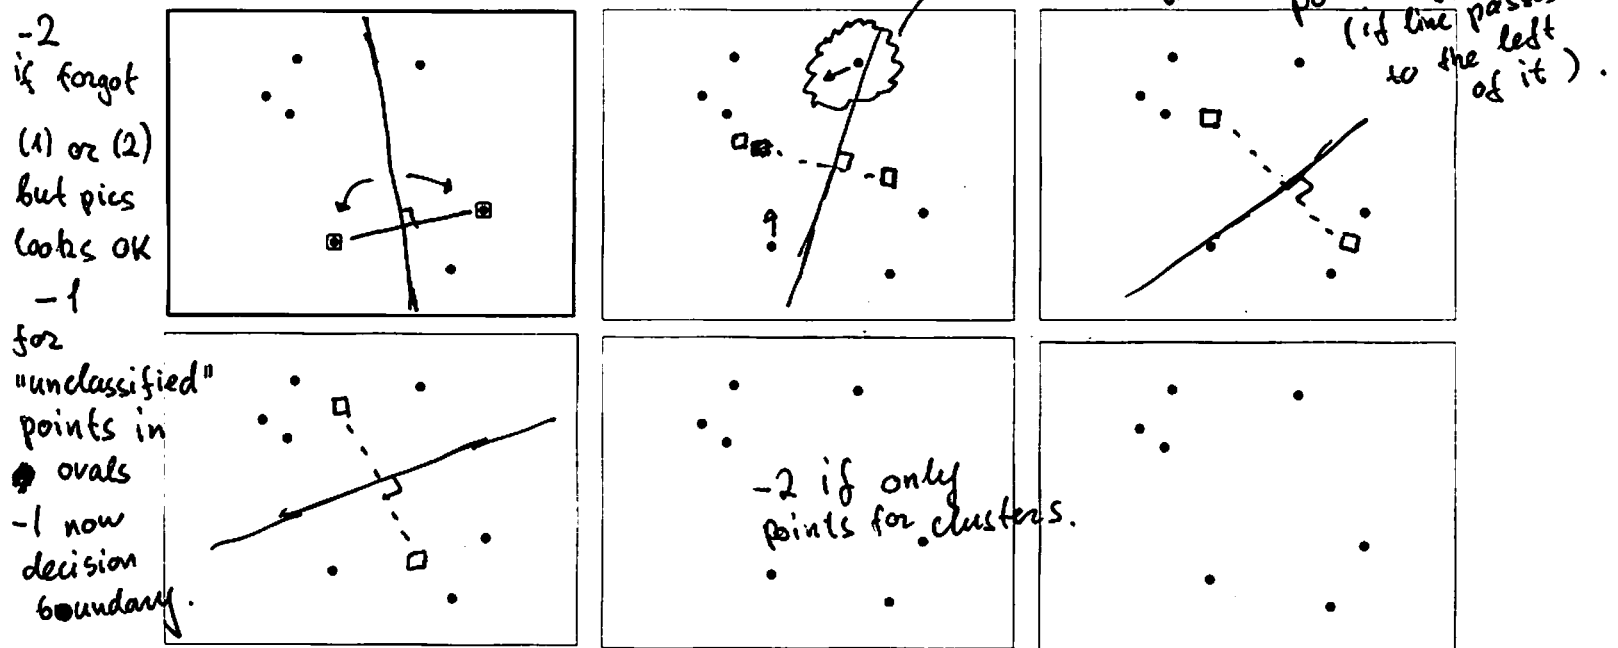 -2
if forgot
(1) or (2)
but pics
looks OK
-1
for
"unclassified"
points in
ovals
-1 now
decision
boundary.
(if line passes
to the left
of it).
-2 if only
points for clusters.